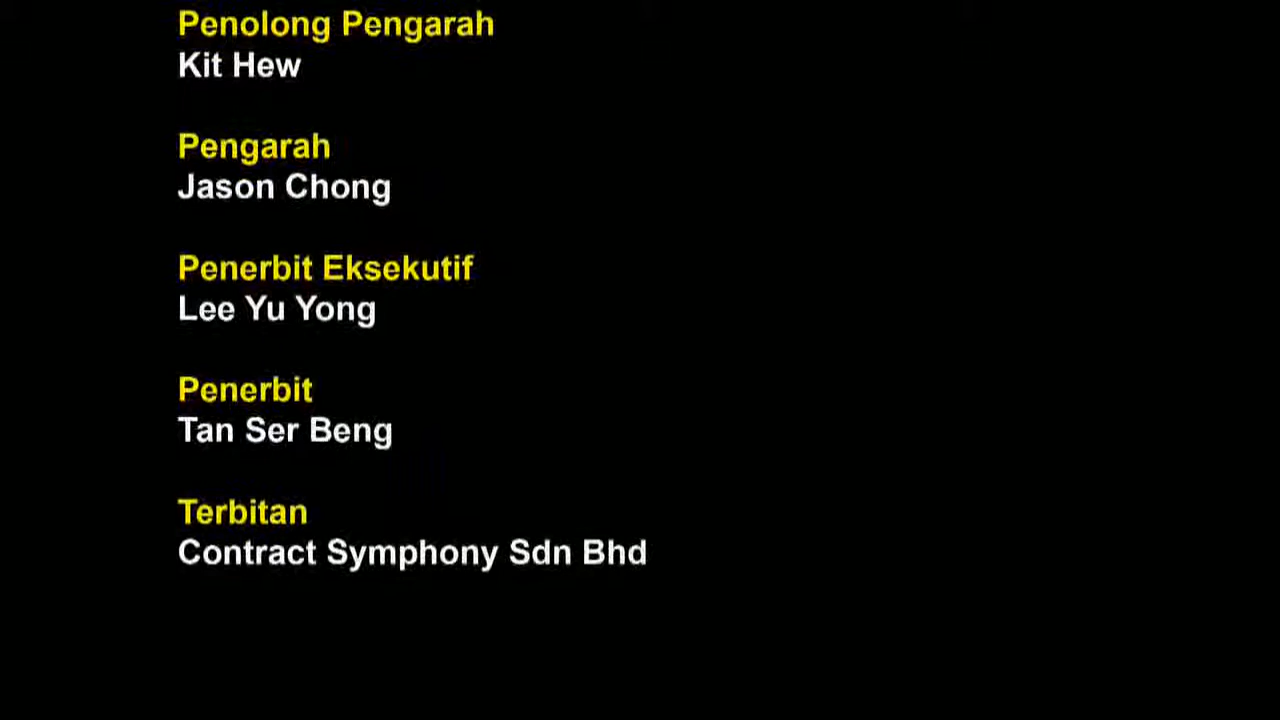 Penolong Pengarah
Kit Hew
Pengarah
Jason Chong
Penerbit Eksekutif
Lee Yu Yong
Penerbit
Tan Ser Beng
Terbitan
Contract Symphony Sdn Bhd